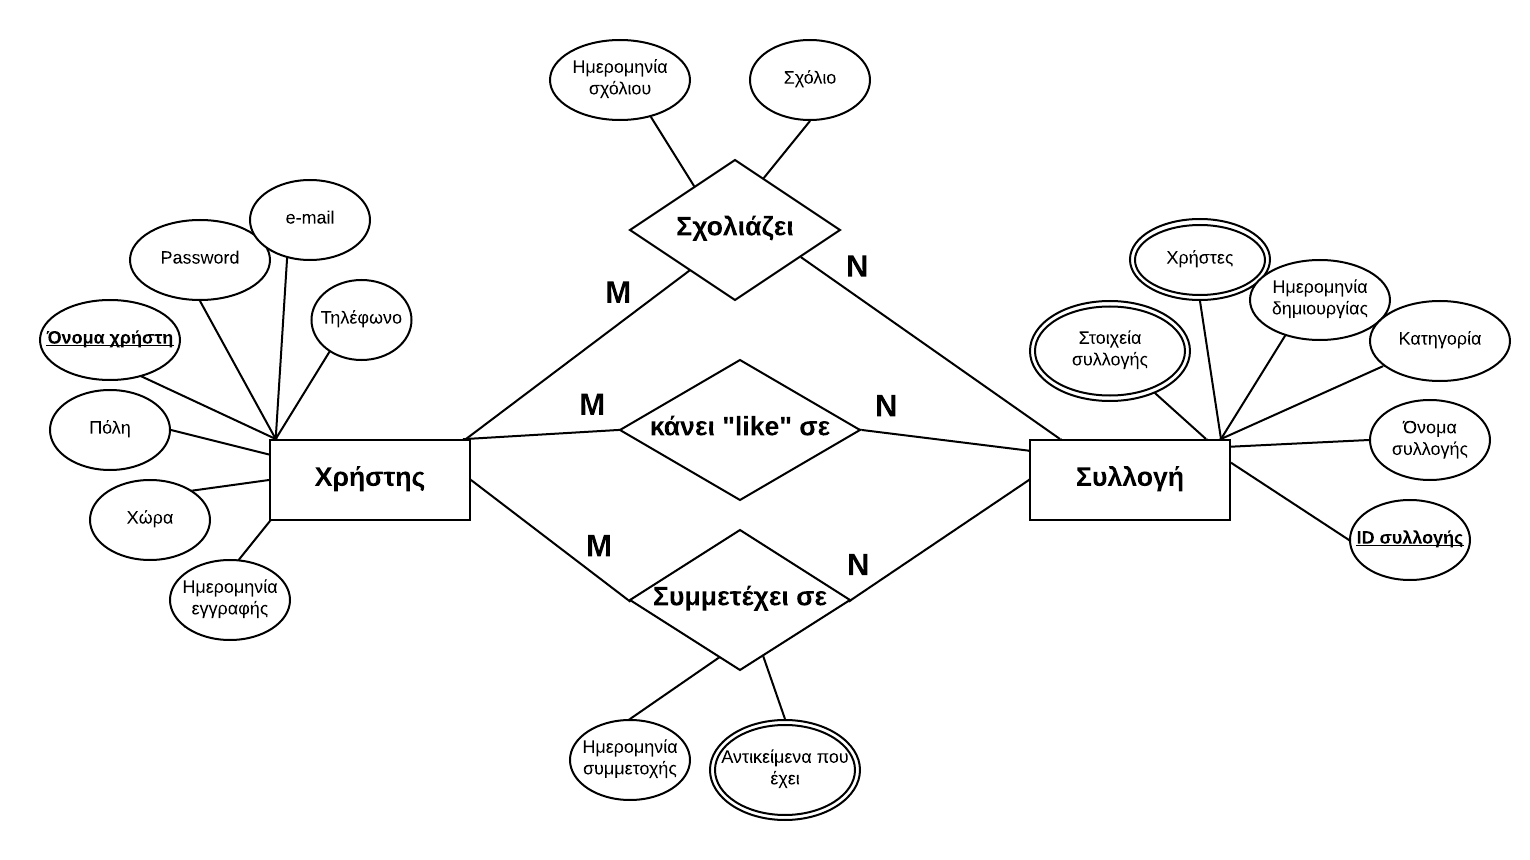 Ημερομηνία
σχόλιου
Σχόλιο
Σχολιάζει
M
N
e-mail
Password
Τηλέφωνο
Όνομα χρήστη
Πόλη
Χώρα
Ημερομηνία
εγγραφής
Χρήστης
M
κάνει "like" σε
N
Χρήστες
Ημερομηνία
δημιουργίας
Στοιχεία
συλλογής
Κατηγορία
Όνομα
συλλογής
ID συλλογής
Συλλογή
M
N
Συμμετέχει σε
Ημερομηνία
συμμετοχής
Αντικείμενα που
έχει